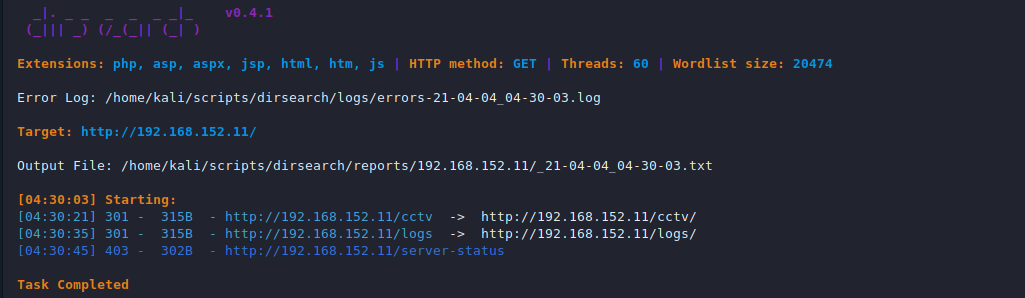 _|. _ _  _  _  _ _|_    v0.4.1
(_||| _) (/_(_|| (_| )
Extensions: php, asp, aspx, jsp, html, htm, js | HTTP method: GET | Threads: 60 | Wordlist size: 20474
Error Log: /home/kali/scripts/dirsearch/logs/errors-21-04-04_04-30-03.log
Target: http://192.168.152.11/
Output File: /home/kali/scripts/dirsearch/reports/192.168.152.11/_21-04-04_04-30-03.txt
[04:30:03] Starting:
[04:30:21] 301 -  315B  - http://192.168.152.11/cctv  ->  http://192.168.152.11/cctv/
[04:30:35] 301 -  315B  - http://192.168.152.11/logs  ->  http://192.168.152.11/logs/
[04:30:45] 403 -  302B  - http://192.168.152.11/server-status
Task Completed